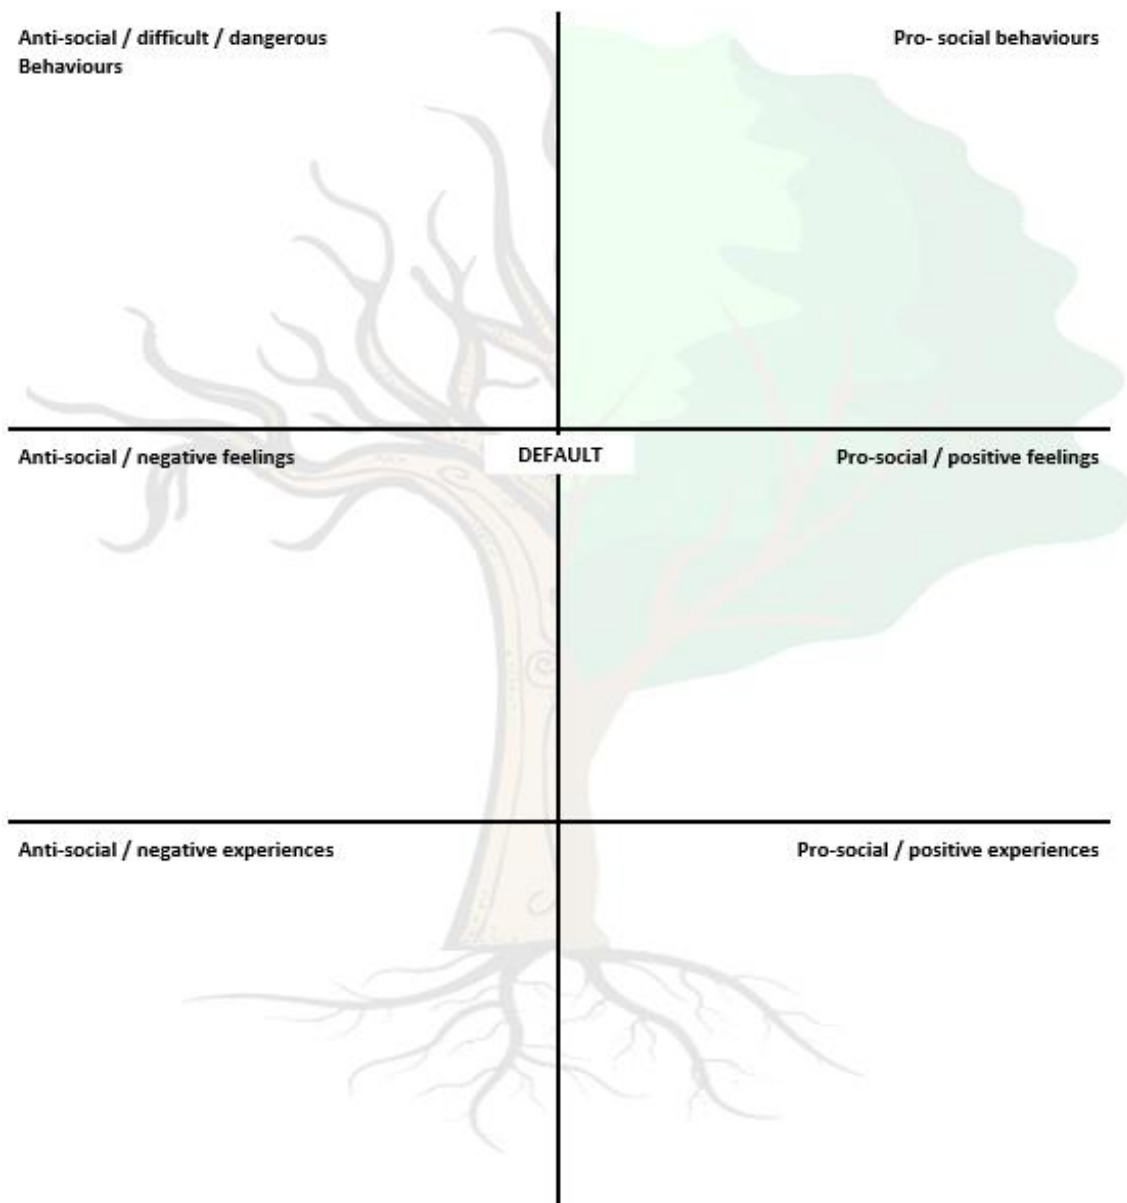 Anti-social / difficult / dangerous
Behaviours
Pro- social behaviours
Anti-social / negative feelings
DEFAULT
Pro-social / positive feelings
Anti-social / negative experiences
Pro-social / positive experiences